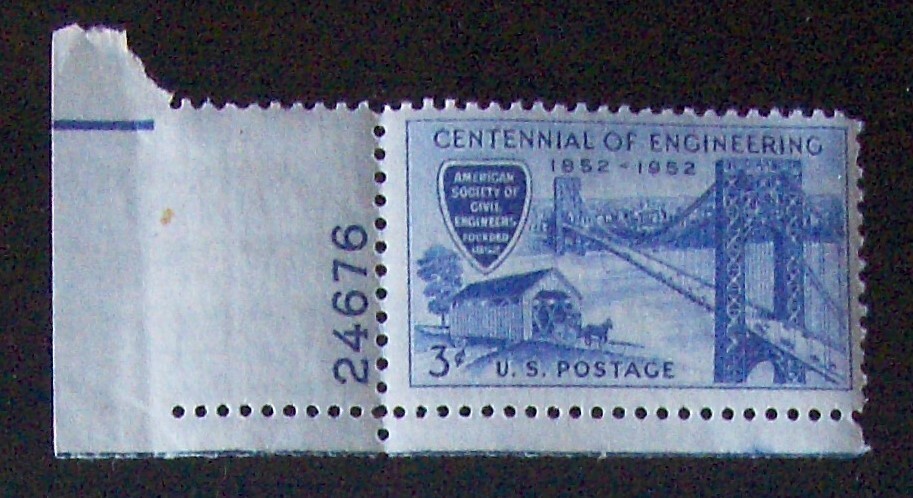 CENTENNIAL OF ENGINEERING
1852-1952
AMERICAN
SOCIETY OF
CIVIL
ENGINEERS
FOUNDED
1852
3¢
U. S. POSTAGE
24676